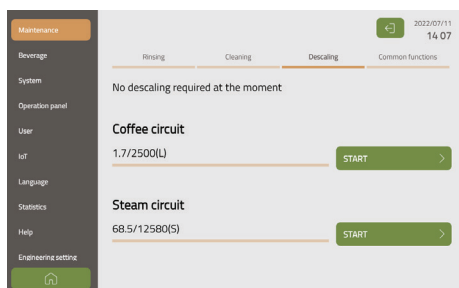 Maintenance
Beverage
System
Operation panel
User
IoT
Language
Statistics
Help
Engineering setting
2022/07/11
14 07
Rinsing
Cleaning
Descaling
Common functions
No descaling required at the moment
Coffee circuit
1.7/2500(L)
START
Steam circuit
68.5/12580(S)
START